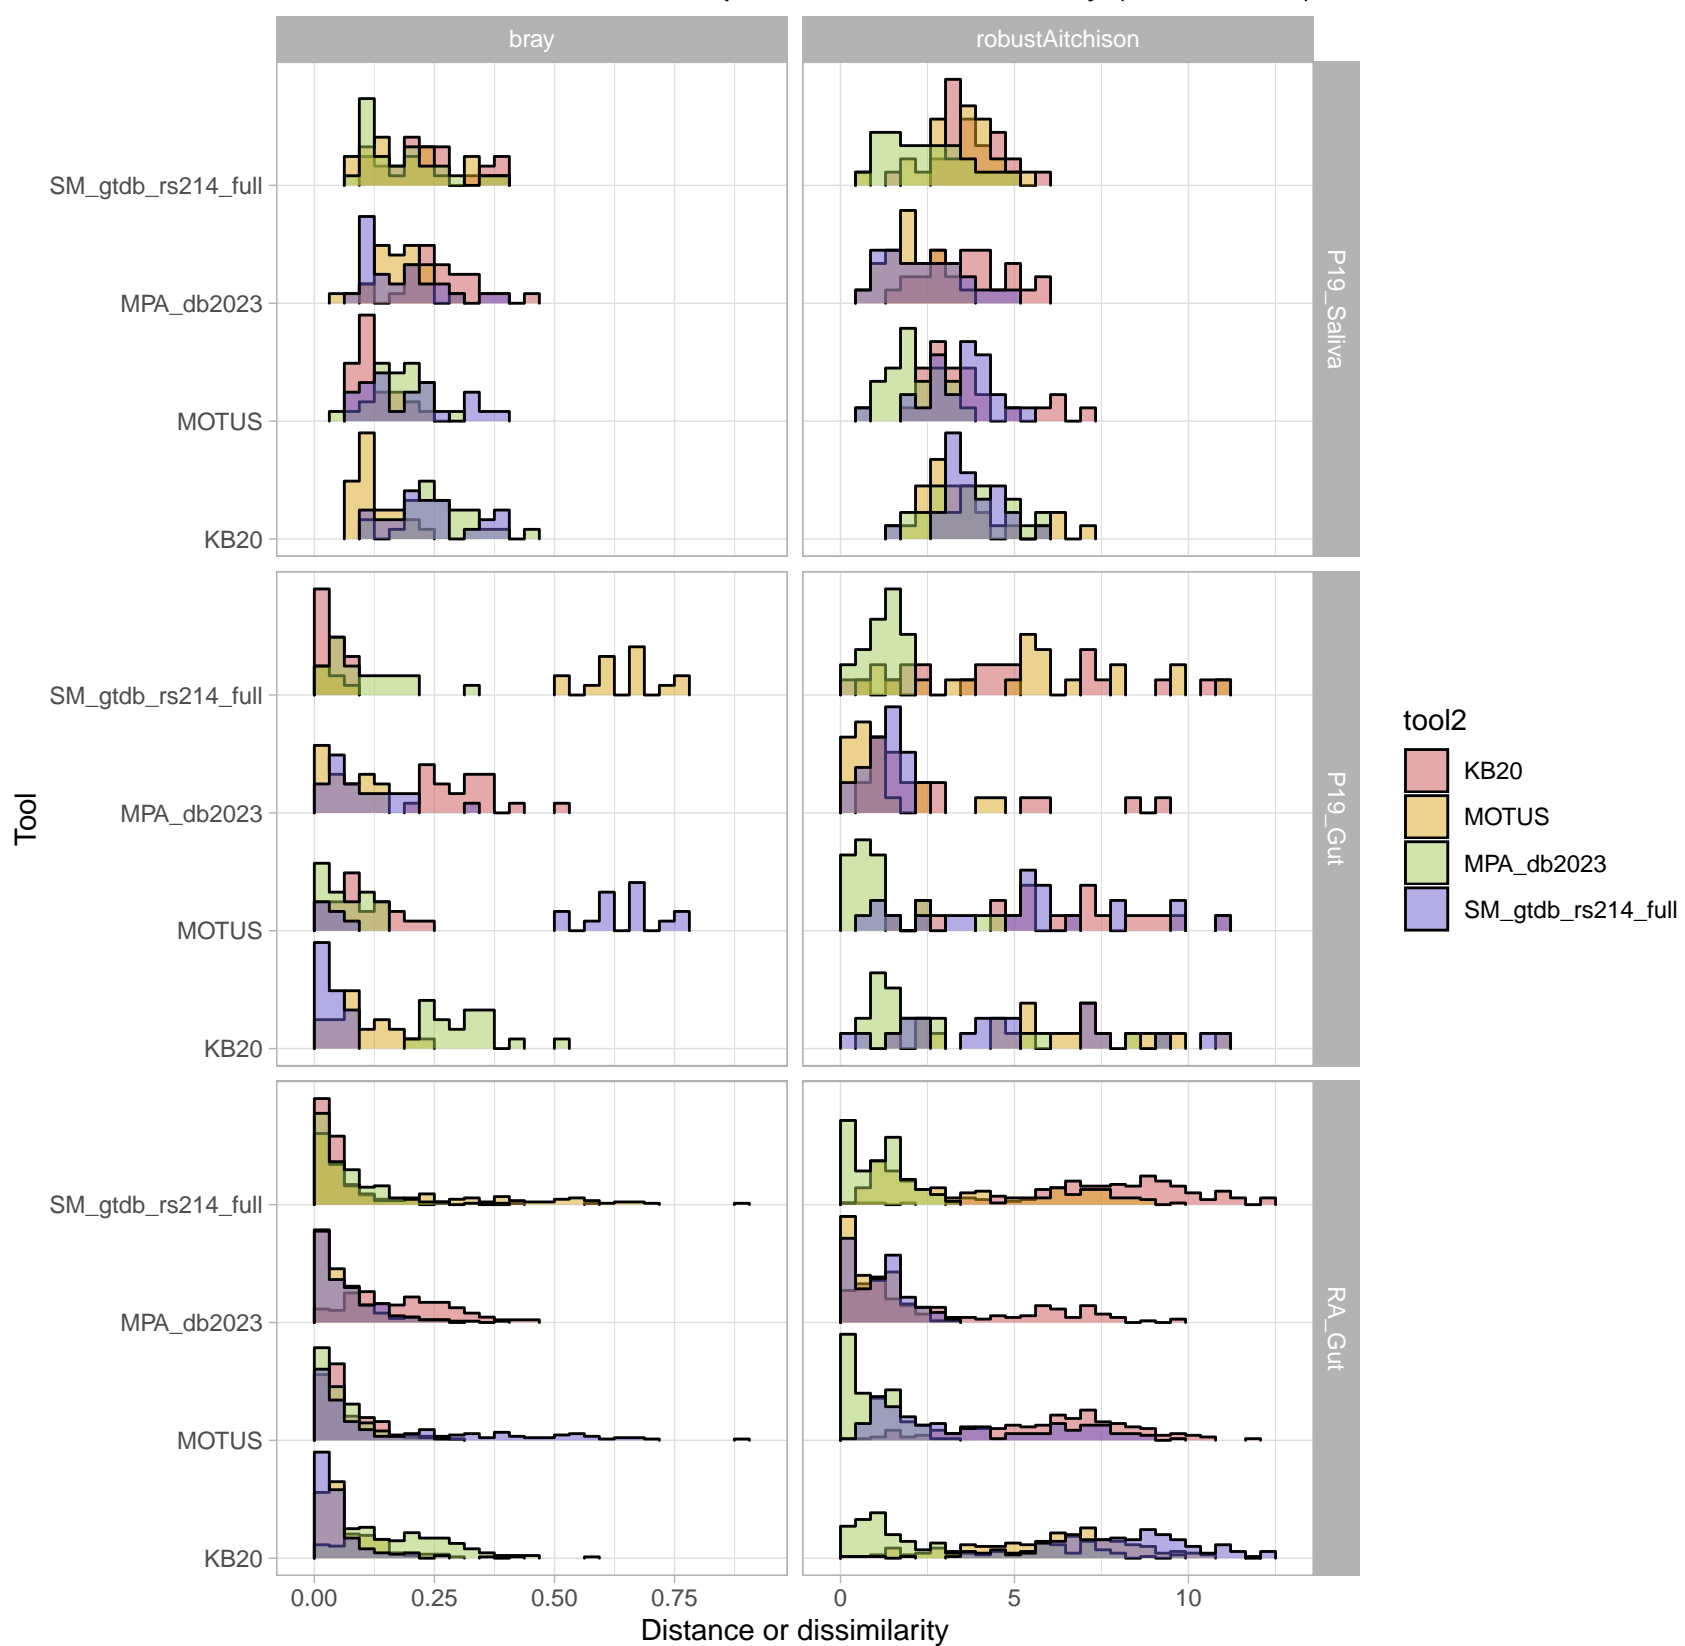 bray
robustAitchison
SM_gtdb_rs214_full
MPA_db2023
MOTUS
KB20
P19_Saliva
SM_gtdb_rs214_full
MPA_db2023
MOTUS
KB20
P19_Gut
SM_gtdb_rs214_full
MPA_db2023
MOTUS
KB20
RA_Gut
Tool
0.00 0.25 0.50 0.75
0 5 10
Distance or dissimilarity
tool2
KB20
MOTUS
MPA_db2023
SM_gtdb_rs214_full